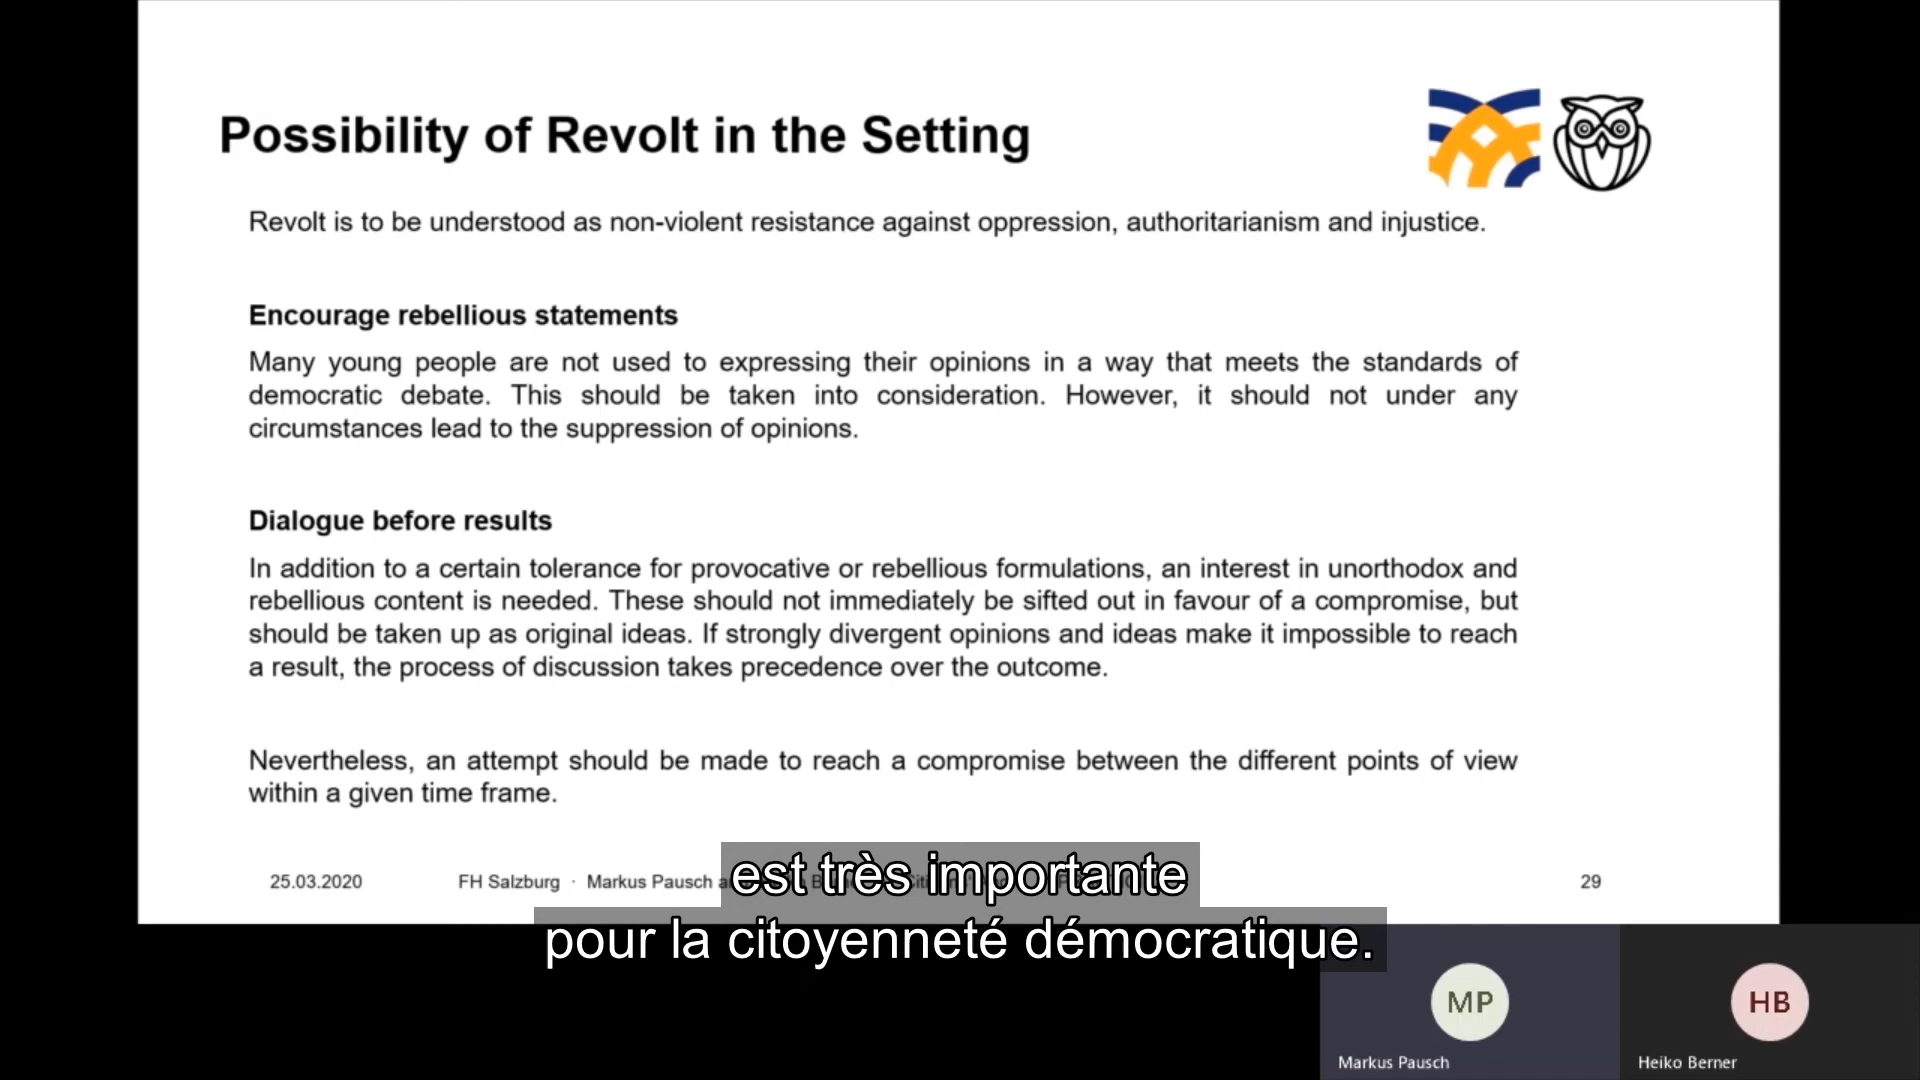 Possibility of Revolt in the Setting
Revolt is to be understood as non-violent resistance against oppression, authoritarianism and injustice.
Encourage rebellious statements
Many young people are not used to expressing their opinions in a way that meets the standards of
democratic debate. This should be taken into consideration. However, it should not under any
circumstances lead to the suppression of opinions.
Dialogue before results
In addition to a certain tolerance for provocative or rebellious formulations, an interest in unorthodox and
rebellious content is needed. These should not immediately be sifted out in favour of a compromise, but
should be taken up as original ideas. If strongly divergent opinions and ideas make it impossible to reach
a result, the process of discussion takes precedence over the outcome.
Nevertheless, an attempt should be made to reach a compromise between the different points of view
within a given time frame.
25.03.2020 FH Salzburg · Markus Pausch 29
est très importante
pour la citoyenneté démocratique.
MP HB
Markus Pausch Heiko Berner